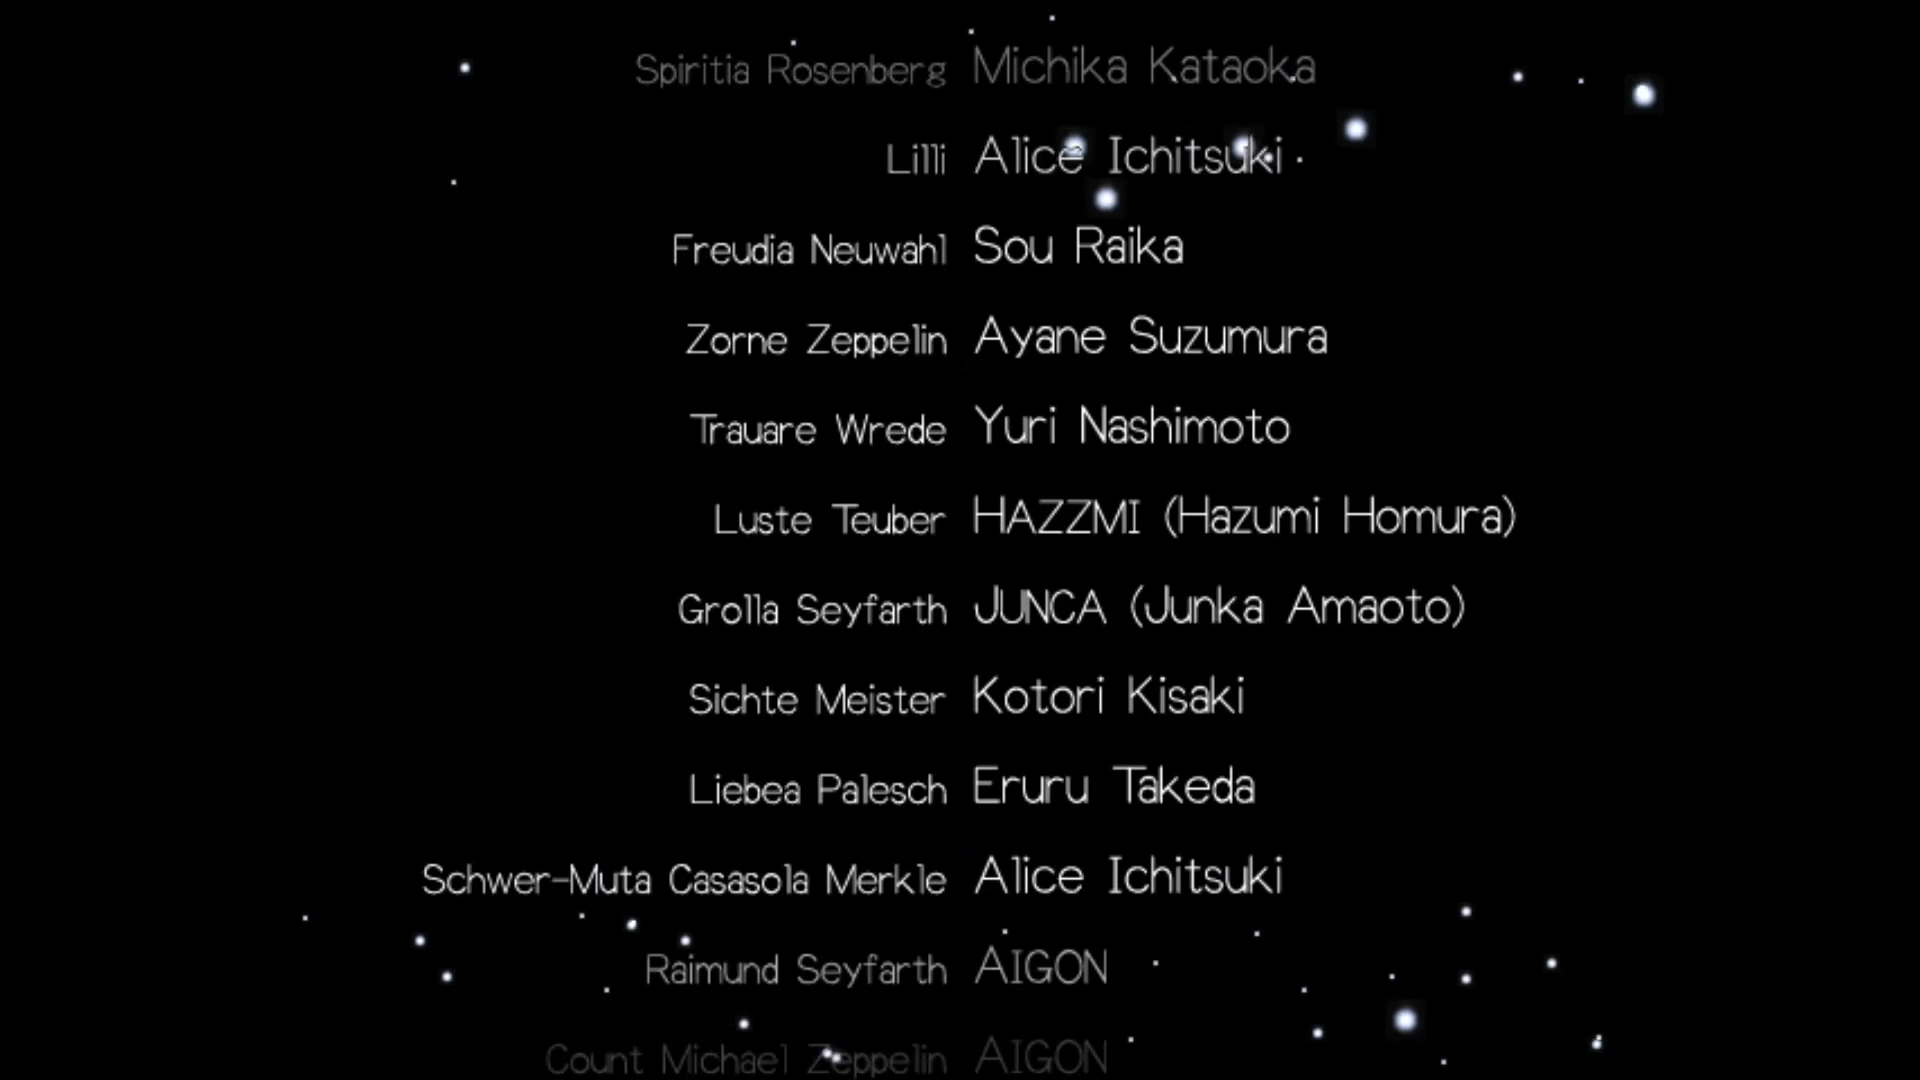 Spiritia Rosenberg Michika Kataoka
Lilli Alice Ichitsuki
Freudia Neuwahl Sou Raika
Zorne Zeppelin Ayane Suzumura
Trauare Wrede Yuri Nashimoto
Luste Teuber HAZZMI (Hazumi Homura)
Grolla Seyfarth JUNCA (Junka Amaoto)
Sichte Meister Kotori Kisaki
Liebea Palesch Eruru Takeda
Schwer-Muta Casasola Merkle Alice Ichitsuki
Raimund Seyfarth AIGON
Count Michael Zeppelin AIGON